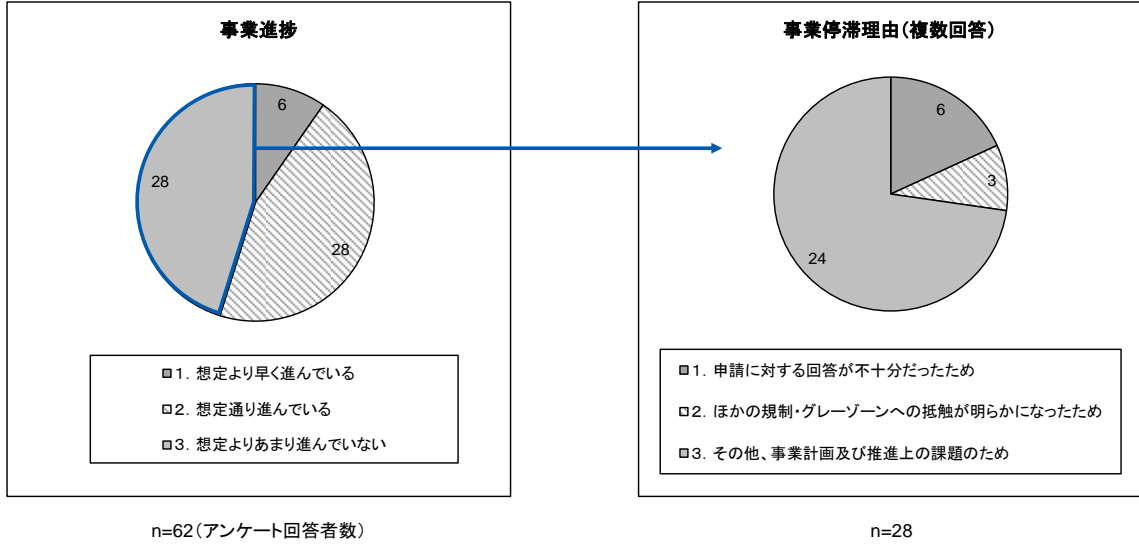 事業進捗
6
28
28
1. 想定より早く進んでいる
2. 想定通り進んでいる
3. 想定よりあまり進んでいない
n=62(アンケート回答者数)
事業停滞理由(複数回答)
6
3
24
1. 申請に対する回答が不十分だったため
2. ほかの規制・グレーゾーンへの抵触が明らかになったため
3. その他、事業計画及び推進上の課題のため
n=28